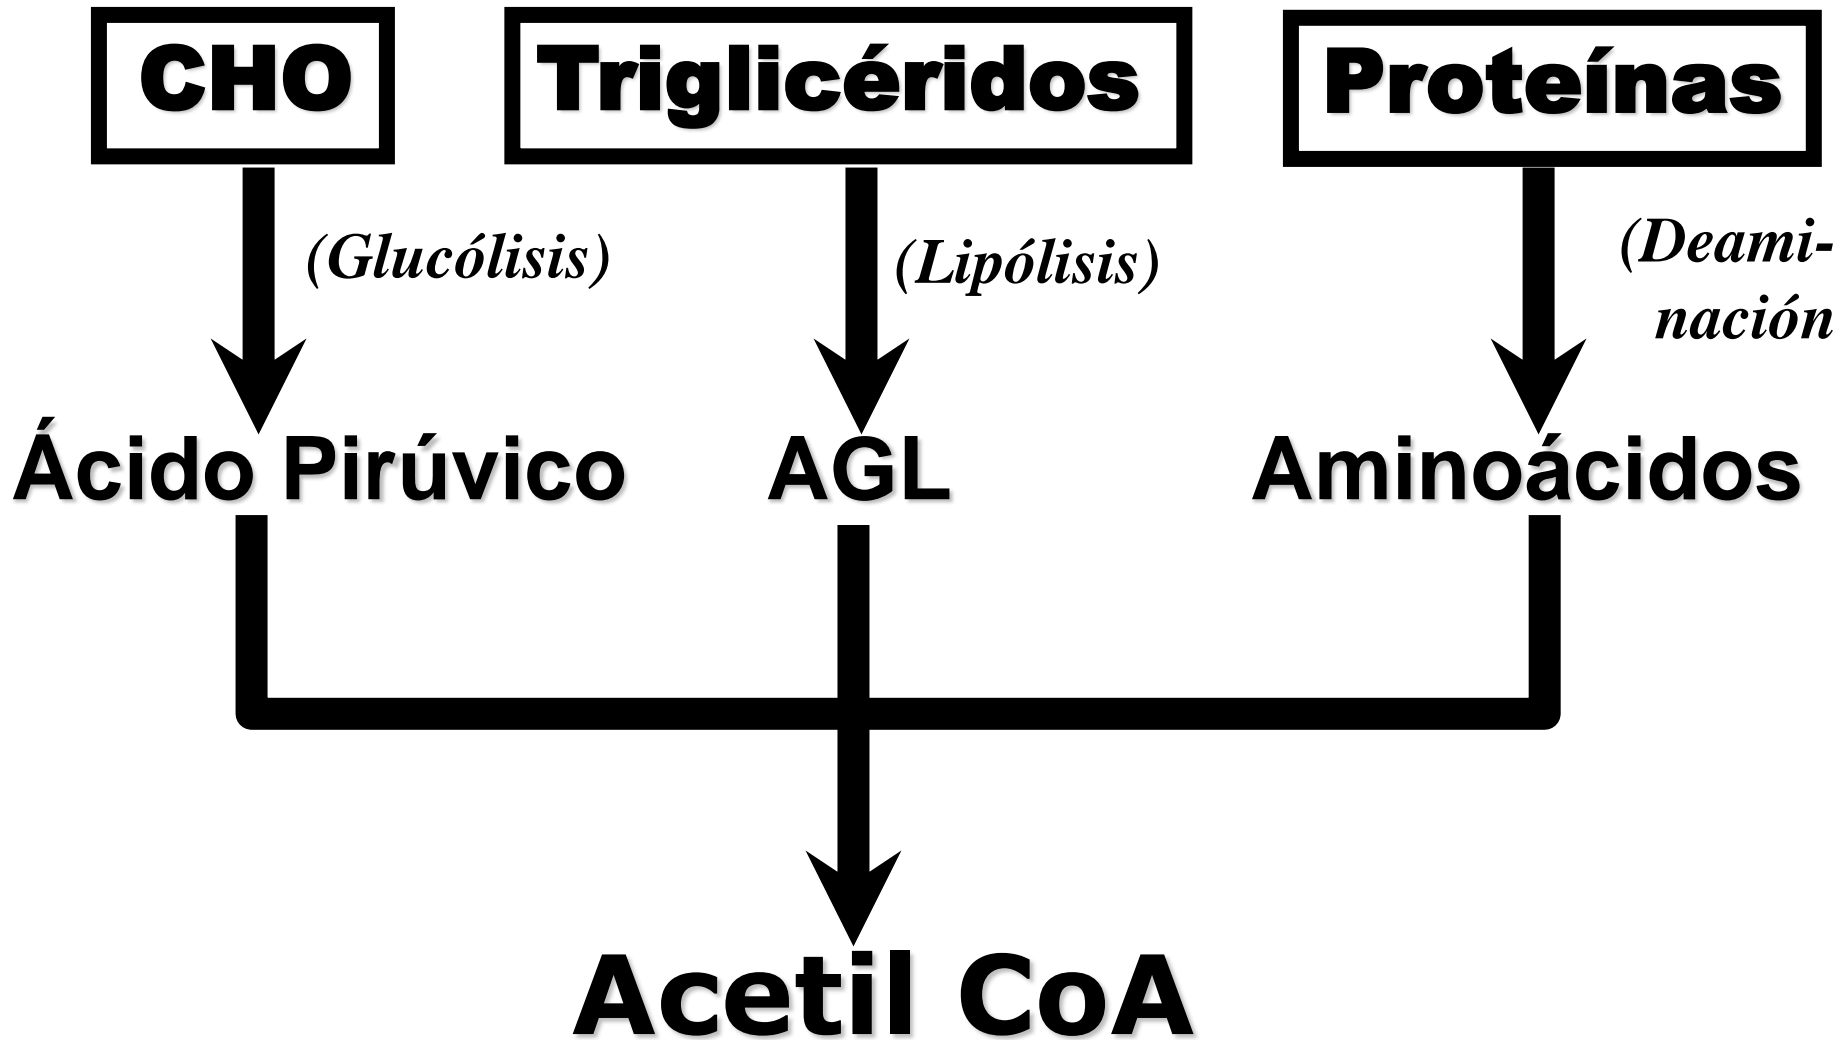 CHO
Triglicéridos
Proteínas
(Glucólisis)
(Lipólisis)
(Deami-
nación
Ácido Pirúvico
AGL
Aminoácidos
Acetil CoA